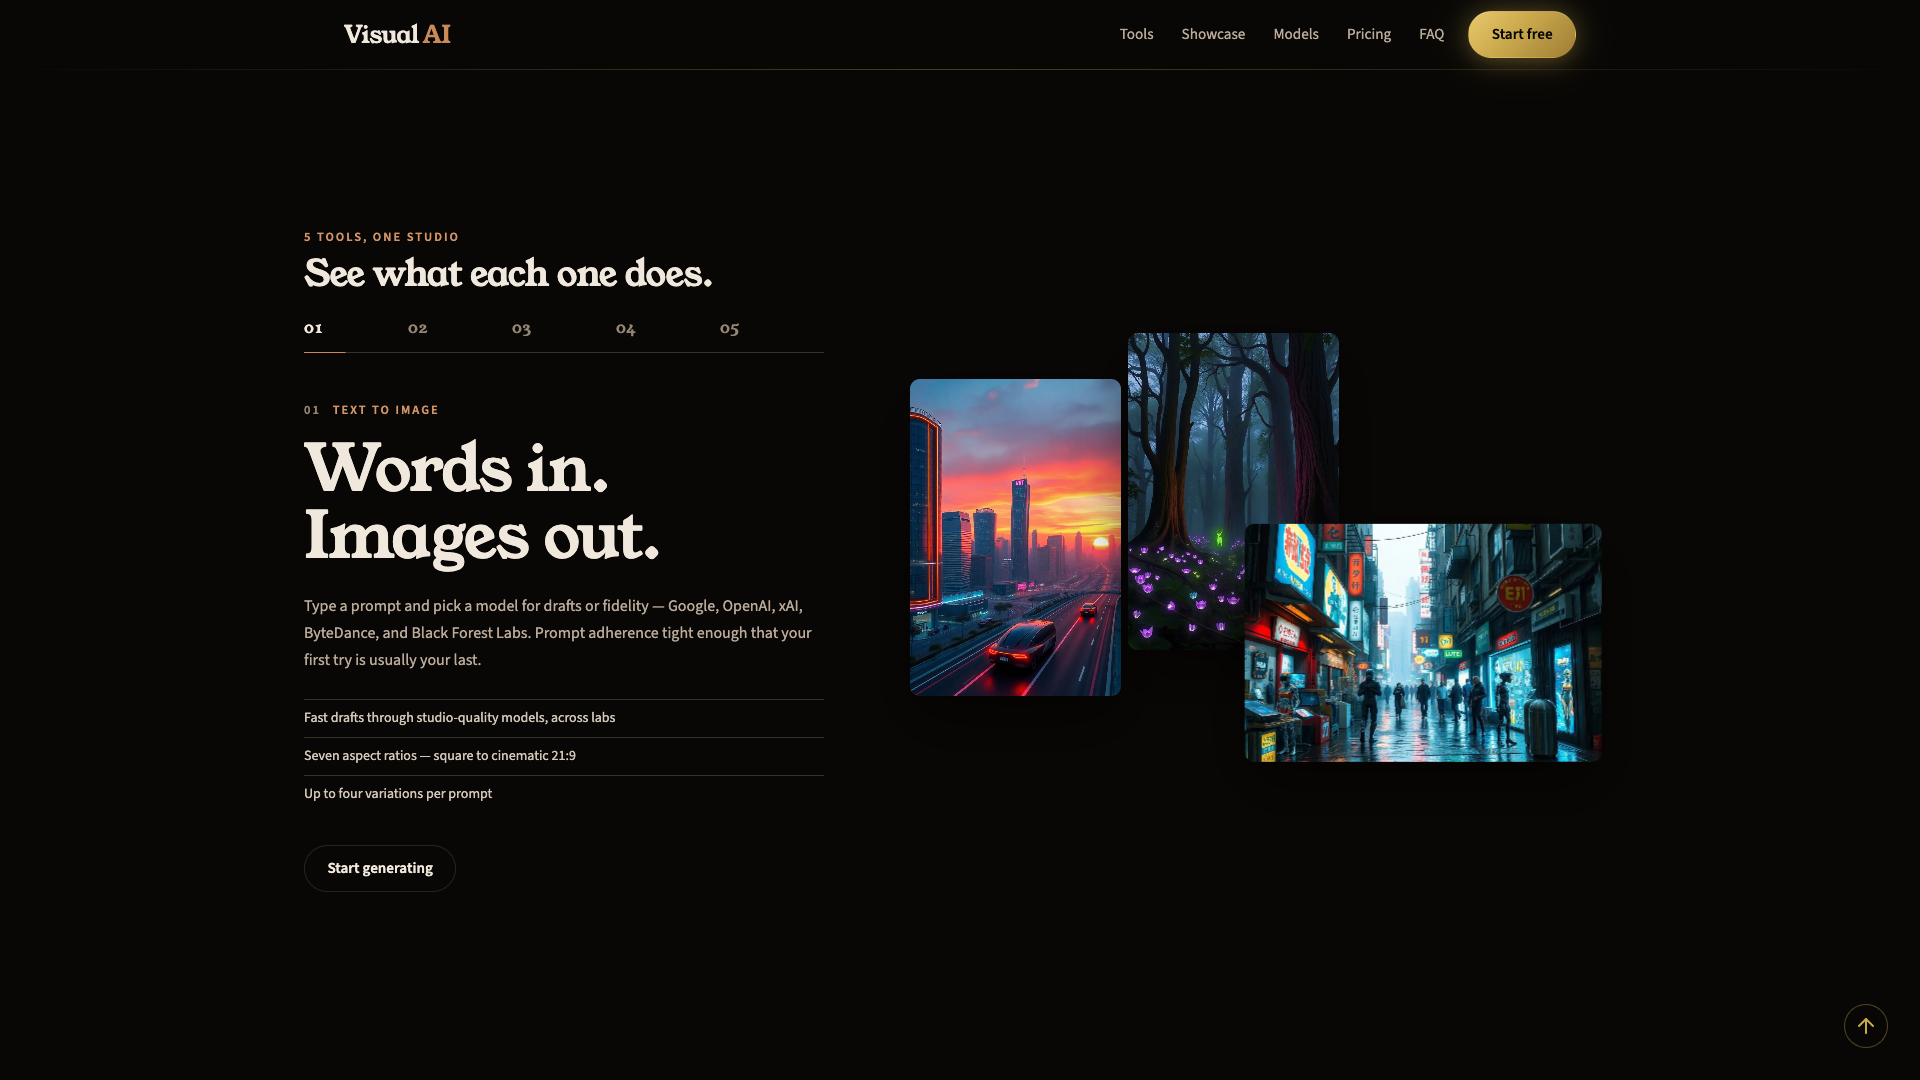 Visual AI
Tools
Showcase
Models
Pricing
FAQ
Start free
5 TOOLS, ONE STUDIO
See what each one does.
01
02
03
04
05
01 TEXT TO IMAGE
Words in.
Images out.
Type a prompt and pick a model for drafts or fidelity — Google, OpenAI, xAI,
ByteDance, and Black Forest Labs. Prompt adherence tight enough that your
first try is usually your last.
Fast drafts through studio-quality models, across labs
Seven aspect ratios — square to cinematic 21:9
Up to four variations per prompt
Start generating